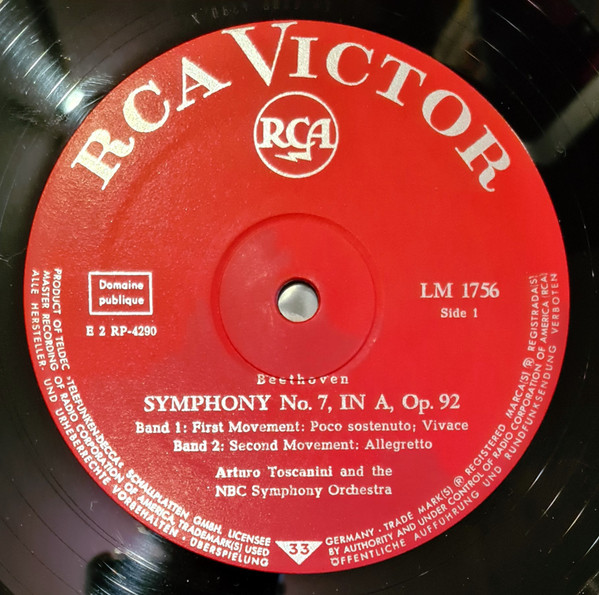 RCA VICTOR
RCA
Domaine
publique
E 2 RP-4290
LM 1756
Side 1
Beethoven
SYMPHONY No. 7, IN A, Op. 92
Band 1: First Movement: Poco sostenuto; Vivace
Band 2: Second Movement: Allegretto
Arturo Toscanini and the
NBC Symphony Orchestra
PRODUCT OF TELDEC »TELEFUNKEN-DECCA« SCHALLPLATTEN GMBH, LICENSEE
MASTER RECORDING OF RADIO CORPORATION OF AMERICA, TRADEMARK(S) USED
ALLE HERSTELLER- UND URHEBERRECHTE VORBEHALTEN · ÜBERSPIELUNG
33
GERMANY · TRADE MARK(S) ® REGISTERED MARCA(S) ® REGISTRADA(S)
BY AUTHORITY AND UNDER CONTROL OF RADIO CORPORATION OF AMERICA (RCA)
ÖFFENTLICHE AUFFÜHRUNG UND RUNDFUNKSENDUNG VERBOTEN